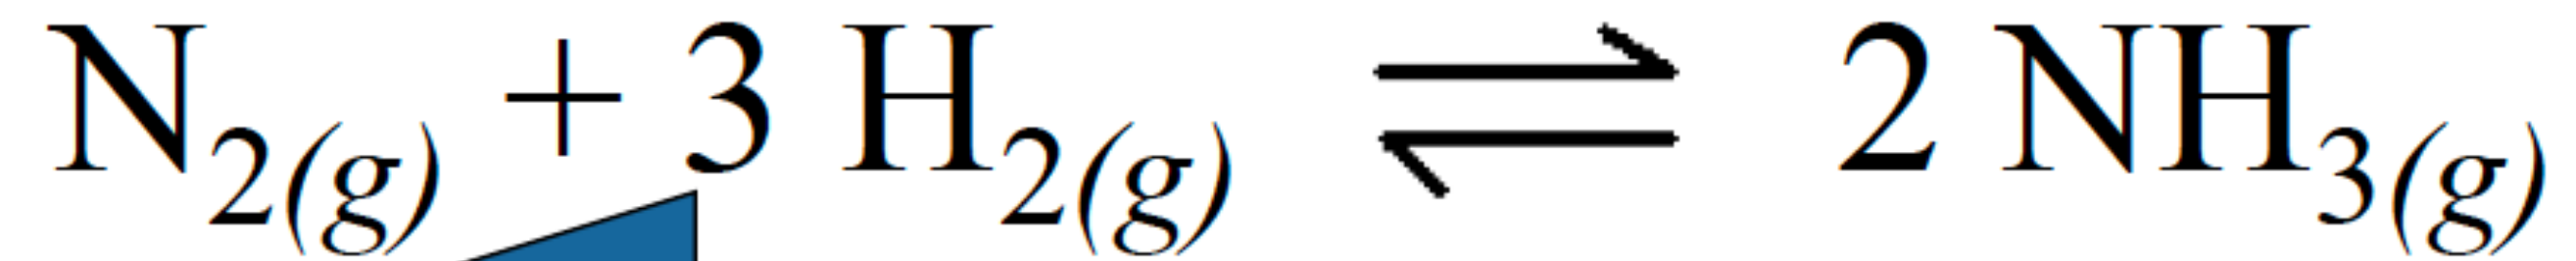 N₂(g) + 3 H₂(g) ⇌ 2 NH₃(g)